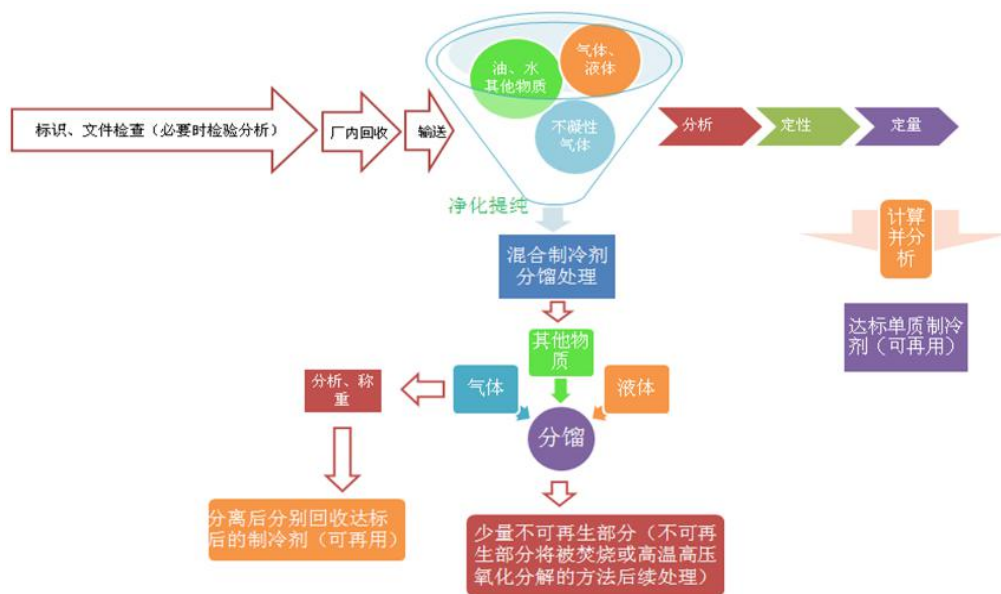 油、水
其他物质
气体、
液体
不凝性
气体
标识、文件检查（必要时检验分析）
厂内回收
输送
分析
定性
定量
净化提纯
混合制冷剂
分馏处理
计算
并分
析
达标单质制冷
剂（可再用）
其他物
质
分析、称
重
气体
液体
分馏
分离后分别回收达标
后的制冷剂（可再用）
少量不可再生部分（不可再
生部分将被焚烧或高温高压
氧化分解的方法后续处理）